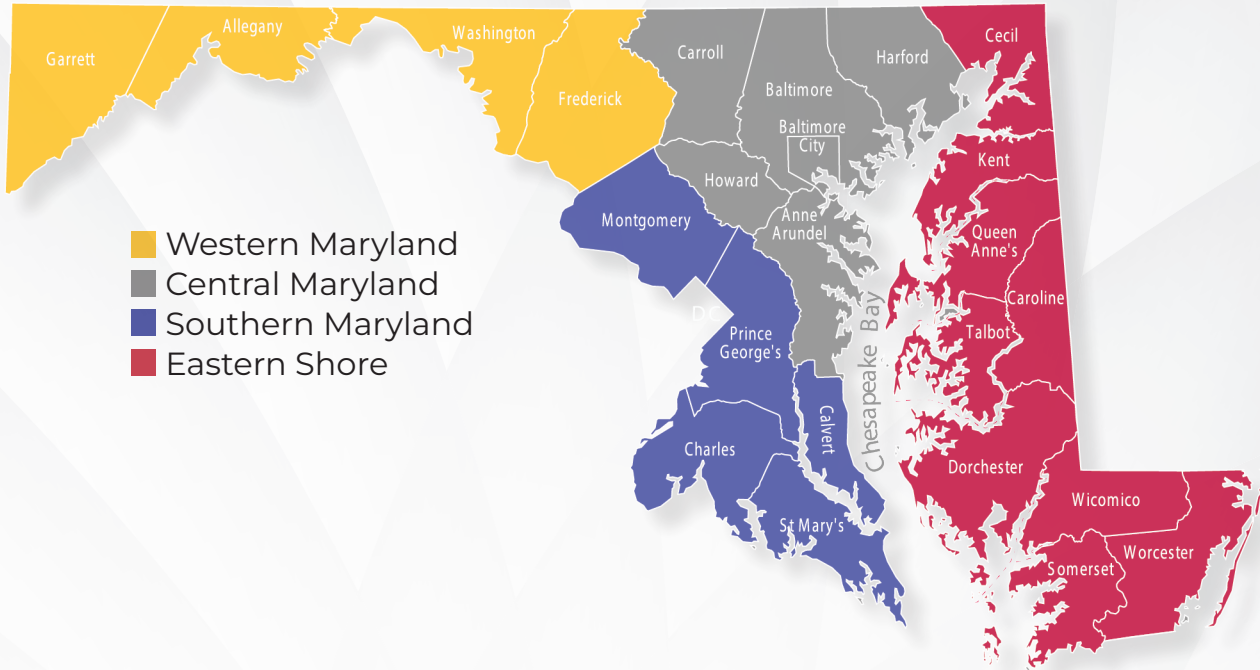 Garrett
Allegany
Washington
Frederick
Carroll
Baltimore
Baltimore
City
Harford
Cecil
Kent
Howard
Anne
Arundel
Montgomery
Queen
Anne's
Caroline
Talbot
DC
Prince
George's
Chesapeake Bay
Calvert
Charles
St Mary's
Dorchester
Wicomico
Worcester
Somerset
Western Maryland
Central Maryland
Southern Maryland
Eastern Shore